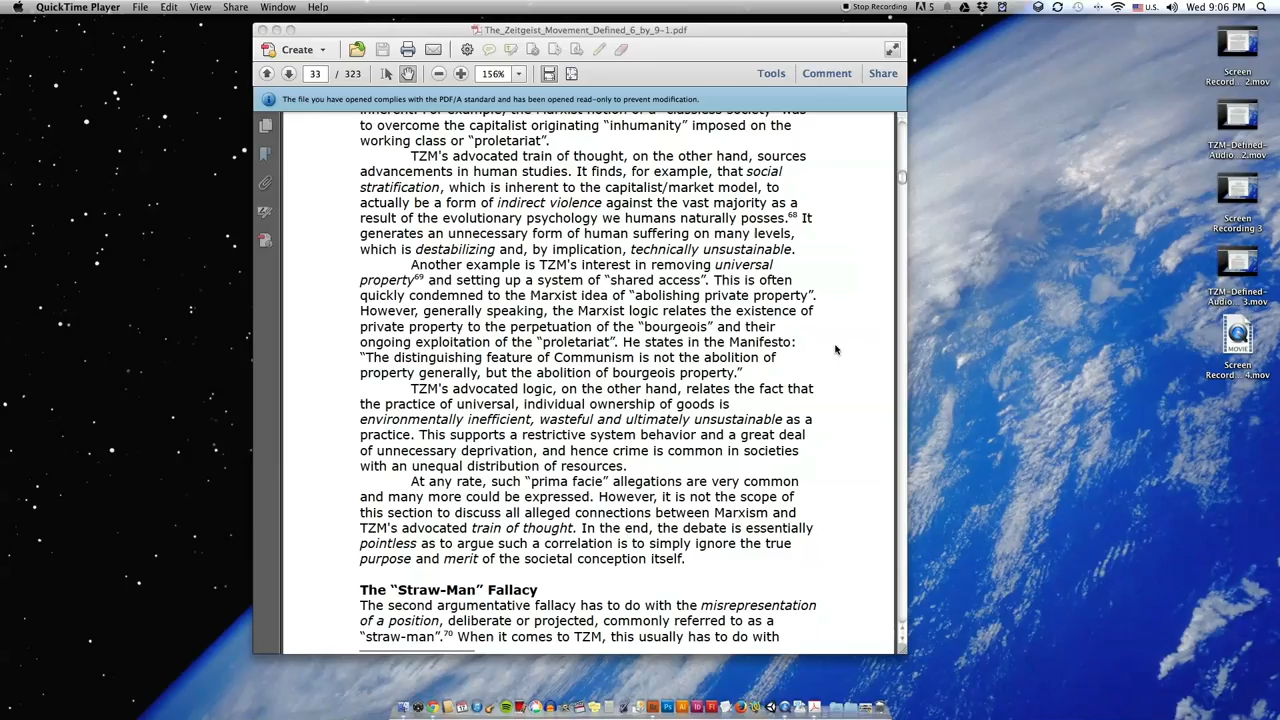 QuickTime Player File Edit View Share Window Help
Stop Recording 5 U.S. Wed 9:06 PM
The_Zeitgeist_Movement_Defined_6_by_9-1.pdf
Create
33 / 323 156% Tools Comment Share
The file you have opened complies with the PDF/A standard and has been opened read-only to prevent modification.
inherent. For example, the Marxist notion of a "classless society" was
to overcome the capitalist originating “inhumanity” imposed on the
working class or “proletariat”.
TZM's advocated train of thought, on the other hand, sources
advancements in human studies. It finds, for example, that social
stratification, which is inherent to the capitalist/market model, to
actually be a form of indirect violence against the vast majority as a
result of the evolutionary psychology we humans naturally posses.68 It
generates an unnecessary form of human suffering on many levels,
which is destabilizing and, by implication, technically unsustainable.
Another example is TZM's interest in removing universal
property69 and setting up a system of “shared access”. This is often
quickly condemned to the Marxist idea of “abolishing private property”.
However, generally speaking, the Marxist logic relates the existence of
private property to the perpetuation of the “bourgeois” and their
ongoing exploitation of the “proletariat”. He states in the Manifesto:
“The distinguishing feature of Communism is not the abolition of
property generally, but the abolition of bourgeois property.”
TZM's advocated logic, on the other hand, relates the fact that
the practice of universal, individual ownership of goods is
environmentally inefficient, wasteful and ultimately unsustainable as a
practice. This supports a restrictive system behavior and a great deal
of unnecessary deprivation, and hence crime is common in societies
with an unequal distribution of resources.
At any rate, such “prima facie” allegations are very common
and many more could be expressed. However, it is not the scope of
this section to discuss all alleged connections between Marxism and
TZM's advocated train of thought. In the end, the debate is essentially
pointless as to argue such a correlation is to simply ignore the true
purpose and merit of the societal conception itself.
The “Straw-Man” Fallacy
The second argumentative fallacy has to do with the misrepresentation
of a position, deliberate or projected, commonly referred to as a
“straw-man”.70 When it comes to TZM, this usually has to do with
Screen
Record... 2.mov
TZM-Defined-
Audio... 2.mov
Screen
Recording 3
TZM-Defined-
Audio... 3.mov
MOVIE
Screen
Record... 4.mov